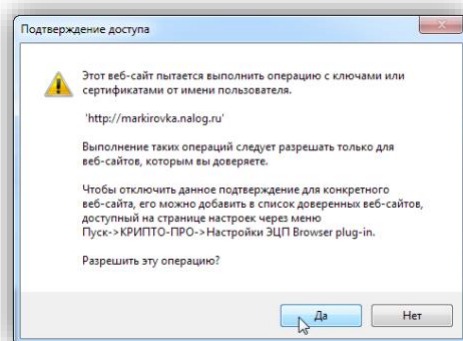 Подтверждение доступа
Этот веб-сайт пытается выполнить операцию с ключами или
сертификатами от имени пользователя.
'http://markirovka.nalog.ru'
Выполнение таких операций следует разрешать только для
веб-сайтов, которым вы доверяете.
Чтобы отключить данное подтверждение для конкретного
веб-сайта, его можно добавить в список доверенных веб-сайтов,
доступный на странице настроек через меню
Пуск->КРИПТО-ПРО->Настройки ЭЦП Browser plug-in.
Разрешить эту операцию?
Да
Нет